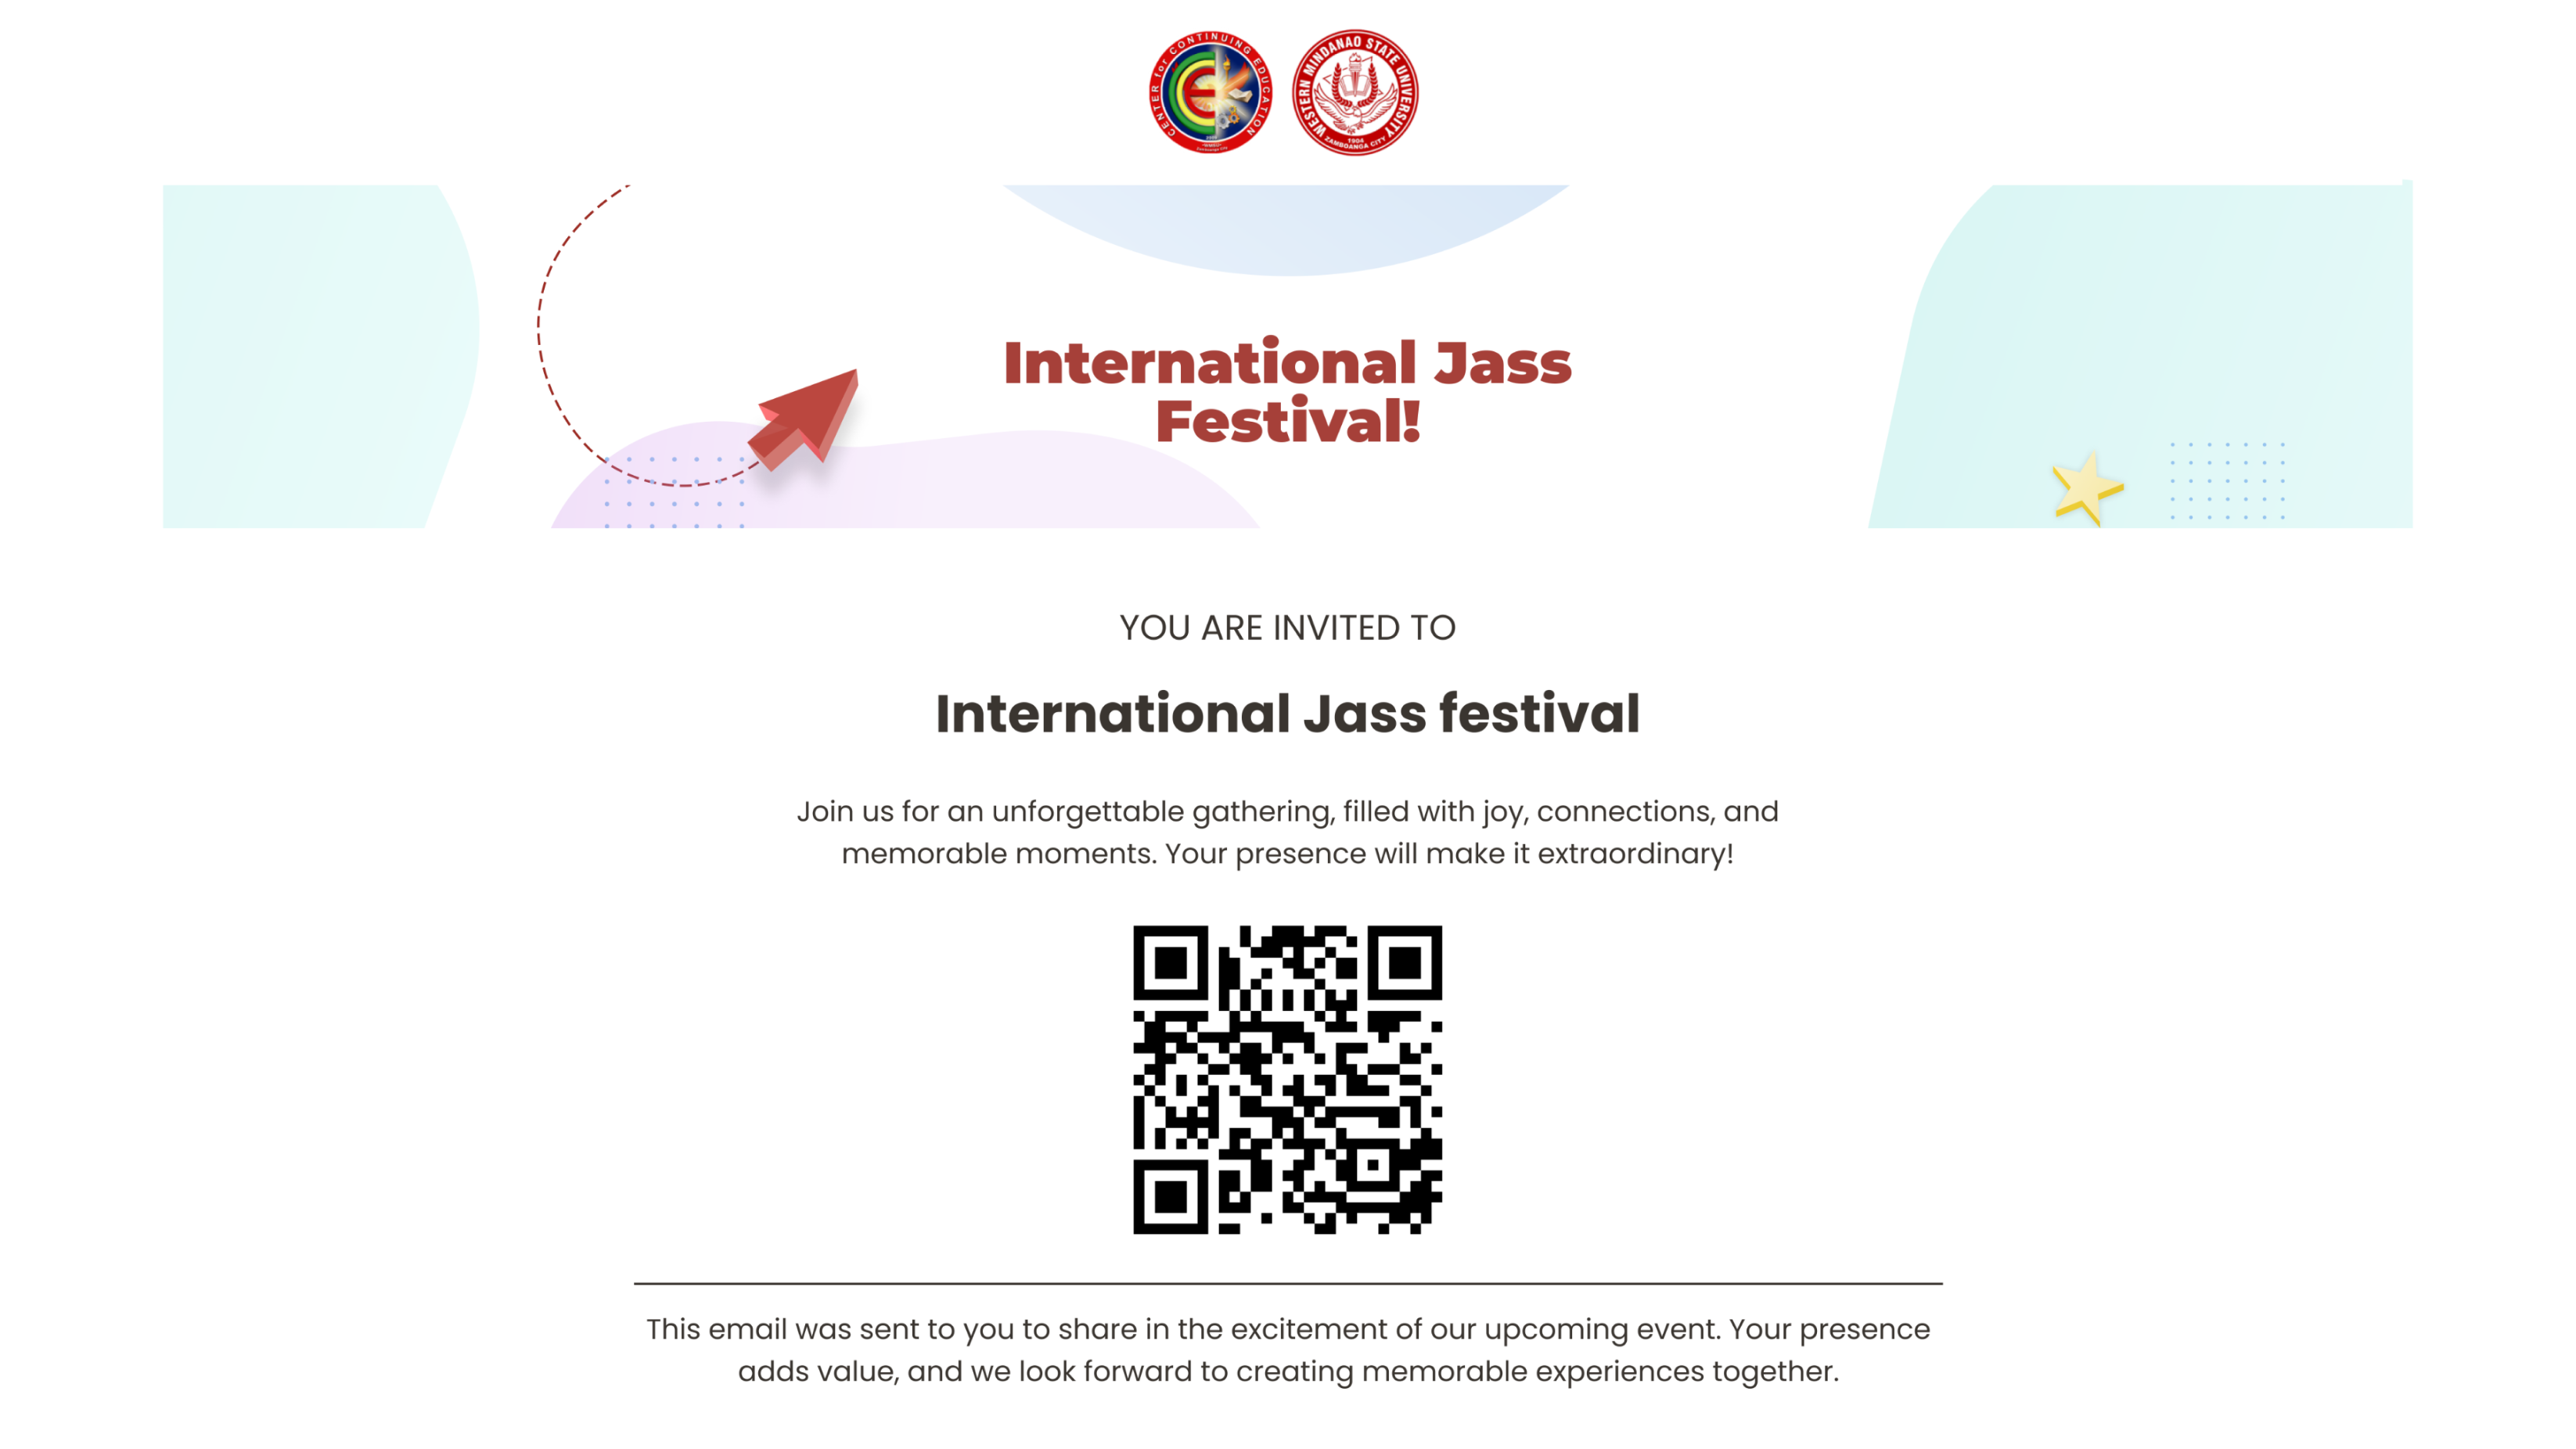 CENTER for CONTINUING EDUCATION
WESTERN MINDANAO STATE UNIVERSITY
1904
ZAMBOANGA CITY
International Jass
Festival!
YOU ARE INVITED TO
International Jass festival
Join us for an unforgettable gathering, filled with joy, connections, and
memorable moments. Your presence will make it extraordinary!
This email was sent to you to share in the excitement of our upcoming event. Your presence
adds value, and we look forward to creating memorable experiences together.